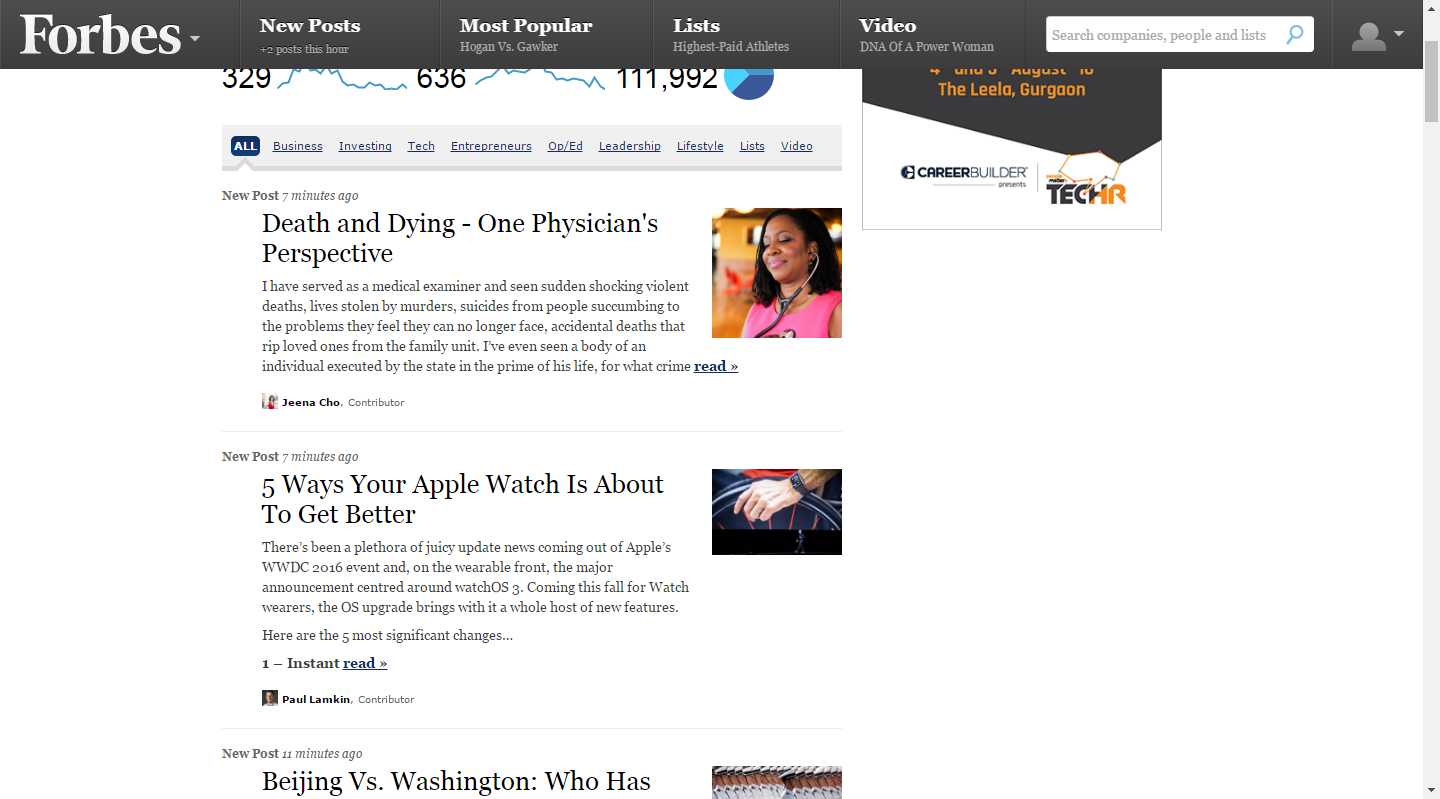 Forbes
New Posts
+2 posts this hour
Most Popular
Hogan Vs. Gawker
Lists
Highest-Paid Athletes
Video
DNA Of A Power Woman
Search companies, people and lists
329
636
111,992
4th and 5th August '16
The Leela, Gurgaon
CAREERBUILDER
presents
people matters
TECHR
ALL Business Investing Tech Entrepreneurs Op/Ed Leadership Lifestyle Lists Video
New Post 7 minutes ago
Death and Dying - One Physician's
Perspective
I have served as a medical examiner and seen sudden shocking violent
deaths, lives stolen by murders, suicides from people succumbing to
the problems they feel they can no longer face, accidental deaths that
rip loved ones from the family unit. I’ve even seen a body of an
individual executed by the state in the prime of his life, for what crime read »
Jeena Cho, Contributor
New Post 7 minutes ago
5 Ways Your Apple Watch Is About
To Get Better
There’s been a plethora of juicy update news coming out of Apple’s
WWDC 2016 event and, on the wearable front, the major
announcement centred around watchOS 3. Coming this fall for Watch
wearers, the OS upgrade brings with it a whole host of new features.
Here are the 5 most significant changes…
1 – Instant read »
Paul Lamkin, Contributor
New Post 11 minutes ago
Beijing Vs. Washington: Who Has